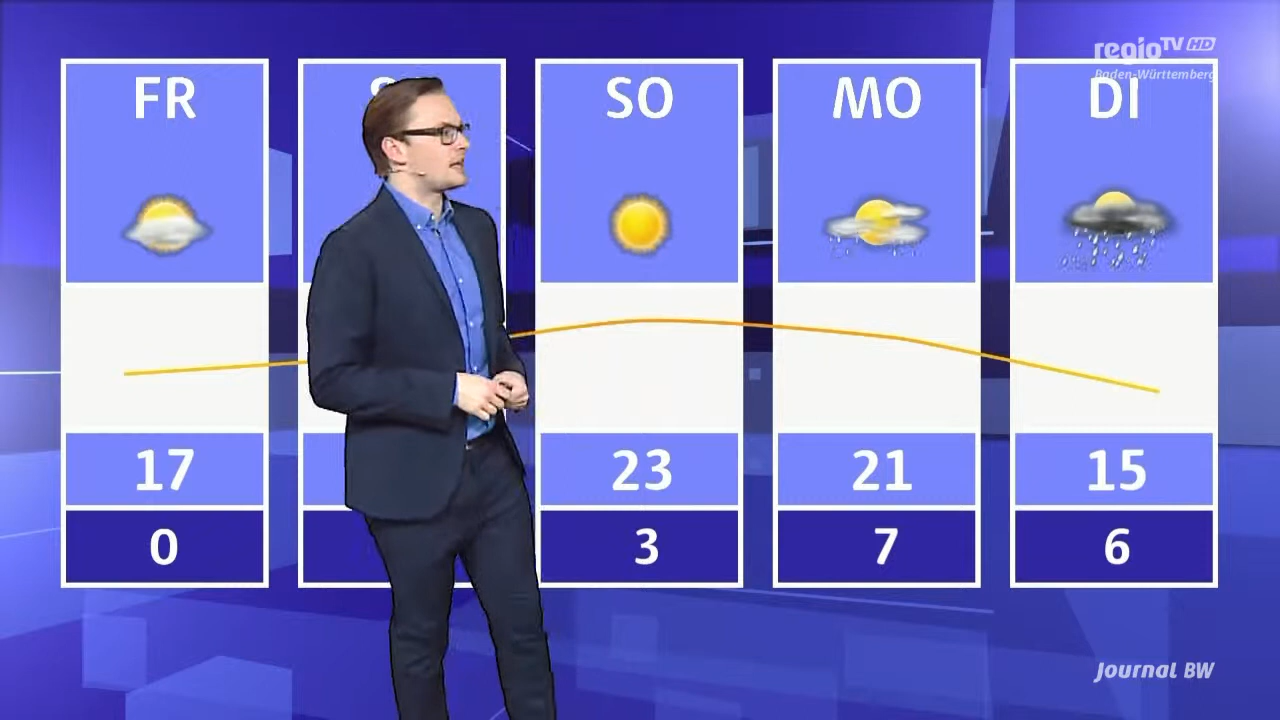 regioTV HD
Baden-Württemberg
FR
SO
MO
DI
17
23
21
15
0
3
7
6
Journal BW